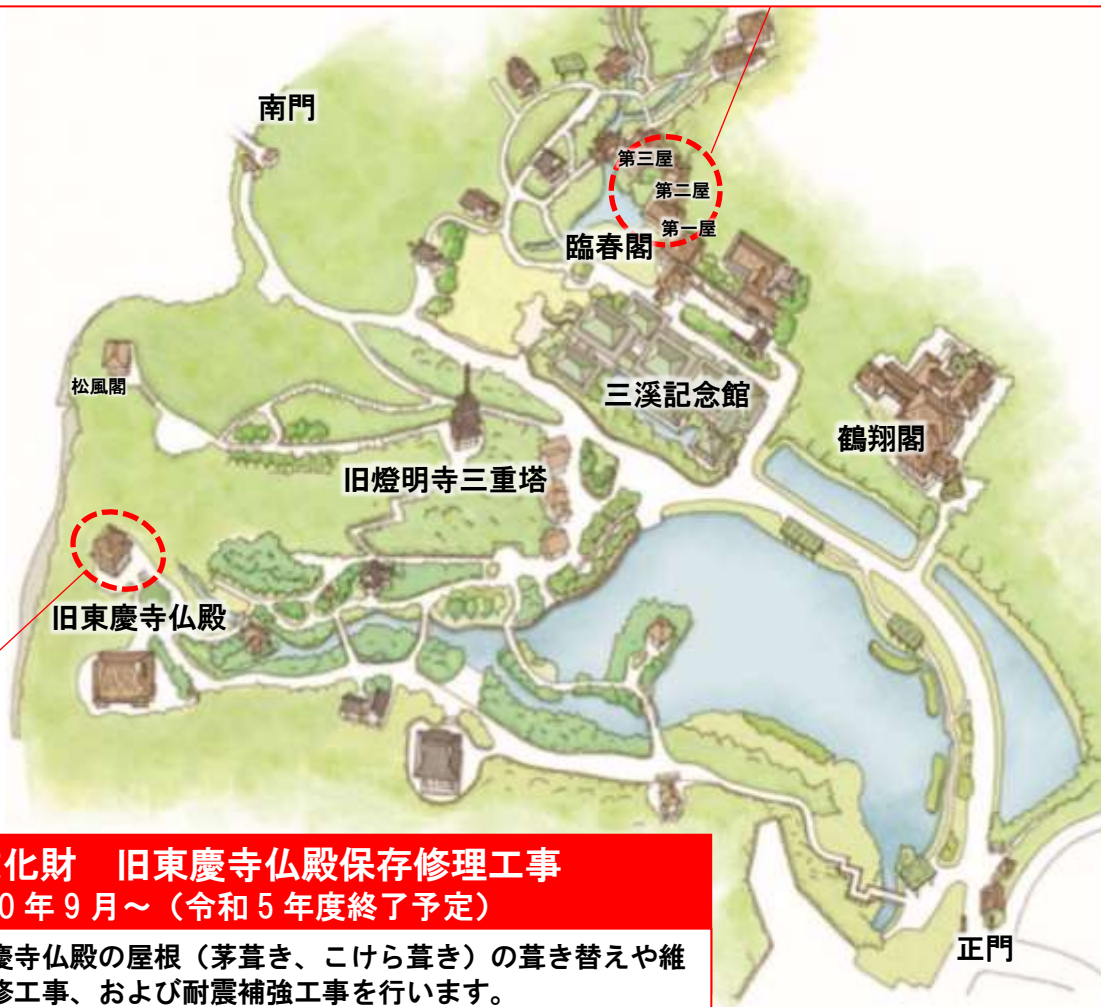 南門
第三屋
第二屋
第一屋
臨春閣
松風閣
三溪記念館
鶴翔閣
旧燈明寺三重塔
旧東慶寺仏殿
化財　旧東慶寺仏殿保存修理工事
0年9月～（令和5年度終了予定）
慶寺仏殿の屋根（茅葺き、こけら葺き）の葺き替えや維
修工事、および耐震補強工事を行います。
正門